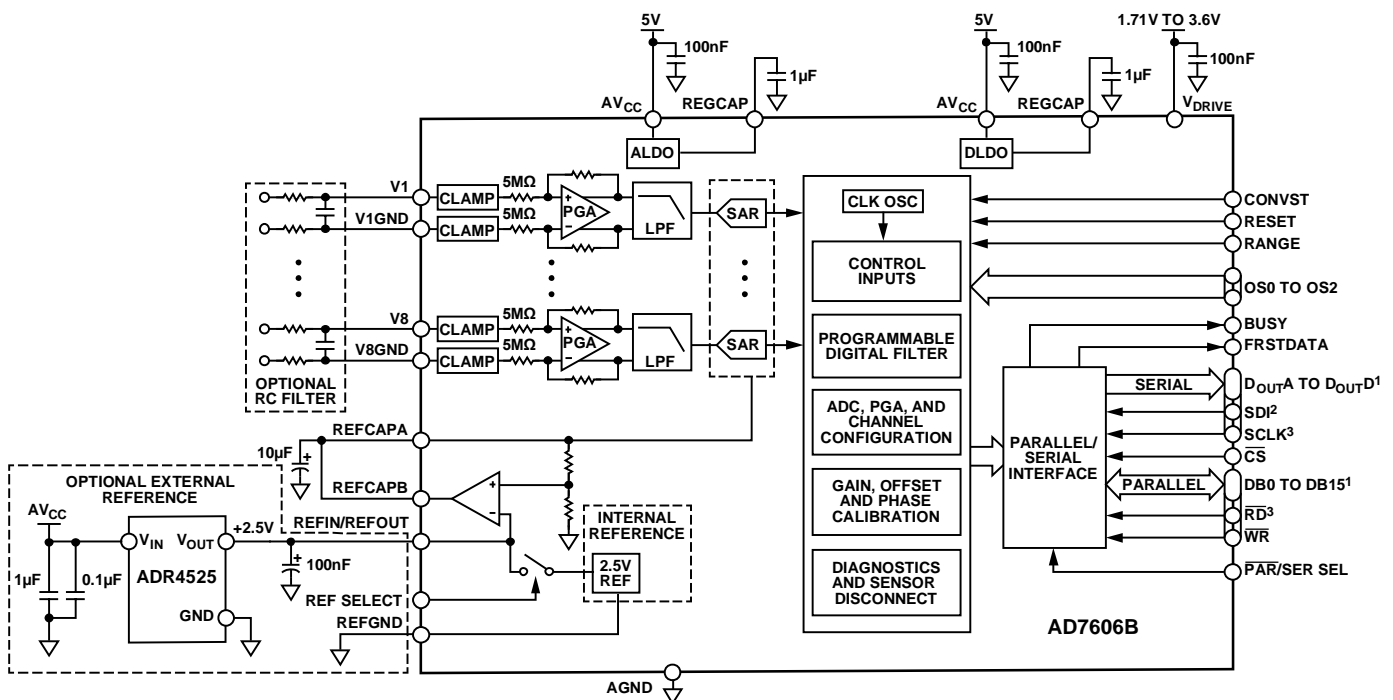 5V
100nF
1µF
AVCC
REGCAP
ALDO
5V
100nF
1µF
AVCC
REGCAP
DLDO
1.71V TO 3.6V
100nF
VDRIVE
V1
CLAMP
5MΩ
V1GND
CLAMP
5MΩ
+
PGA
–
LPF
SAR
V8
CLAMP
5MΩ
V8GND
CLAMP
5MΩ
+
PGA
–
LPF
SAR
OPTIONAL
RC FILTER
CLK OSC
CONTROL
INPUTS
PROGRAMMABLE
DIGITAL FILTER
ADC, PGA, AND
CHANNEL
CONFIGURATION
GAIN, OFFSET
AND PHASE
CALIBRATION
DIAGNOSTICS
AND SENSOR
DISCONNECT
PARALLEL/
SERIAL
INTERFACE
SERIAL
PARALLEL
CONVST
RESET
RANGE
OS0 TO OS2
BUSY
FRSTDATA
DOUTA TO DOUTD1
SDI2
SCLK3
CS
DB0 TO DB151
RD3
WR
PAR/SER SEL
REFCAPA
10µF
+
REFCAPB
+
–
REFIN/REFOUT
REF SELECT
REFGND
INTERNAL
REFERENCE
2.5V
REF
OPTIONAL EXTERNAL
REFERENCE
AVCC
+2.5V
VIN
VOUT
ADR4525
GND
1µF
0.1µF
+
100nF
AGND
AD7606B